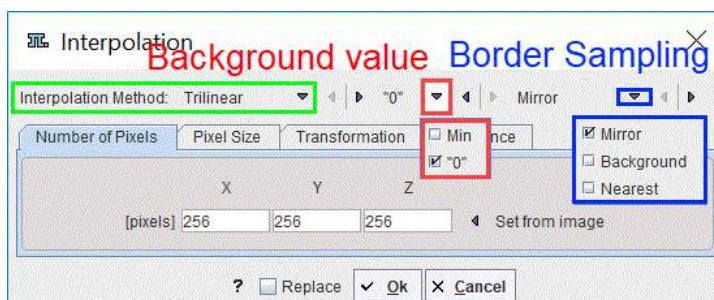 Interpolation
Background value Border Sampling
Interpolation Method: Trilinear "0" Mirror
Number of Pixels Pixel Size Transformation nce
Min
"0"
Mirror
Background
Nearest
X Y Z
[pixels] 256 256 256 Set from image
? Replace Ok Cancel